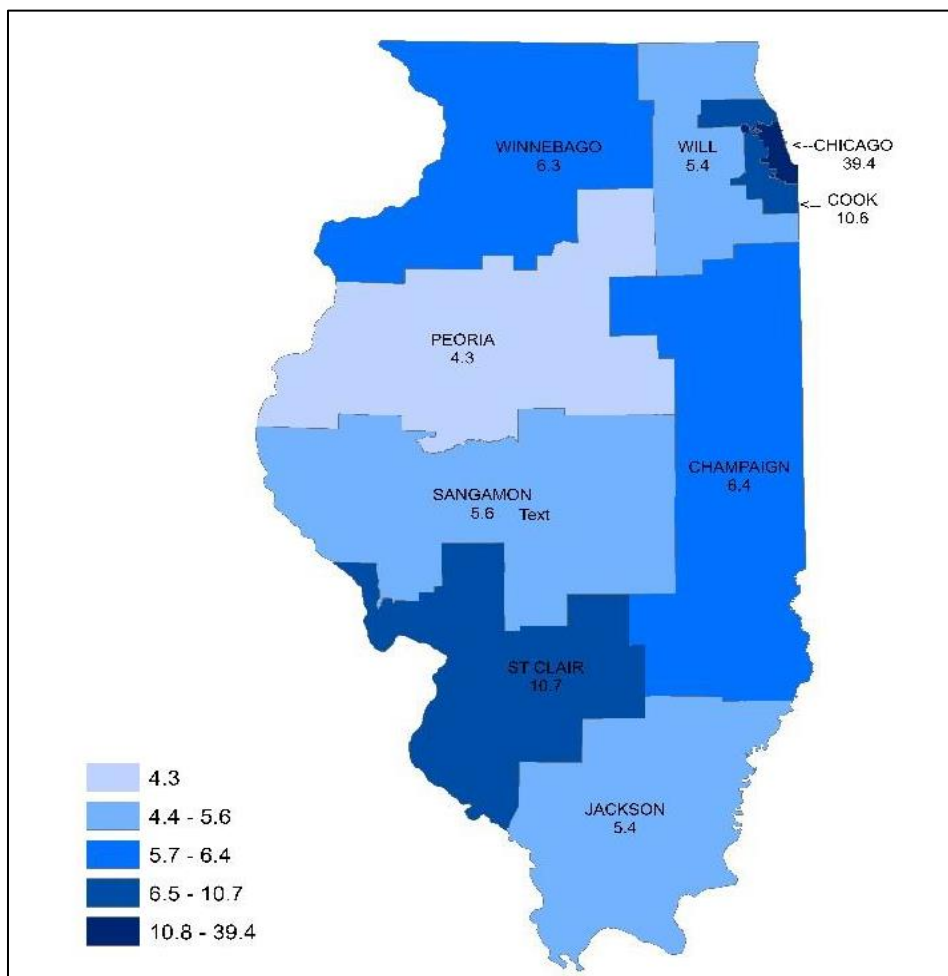 WINNEBAGO
6.3
WILL
5.4
<--CHICAGO
39.4
<-- COOK
10.6
PEORIA
4.3
CHAMPAIGN
6.4
SANGAMON
5.6 Text
ST CLAIR
10.7
JACKSON
5.4
4.3
4.4 - 5.6
5.7 - 6.4
6.5 - 10.7
10.8 - 39.4